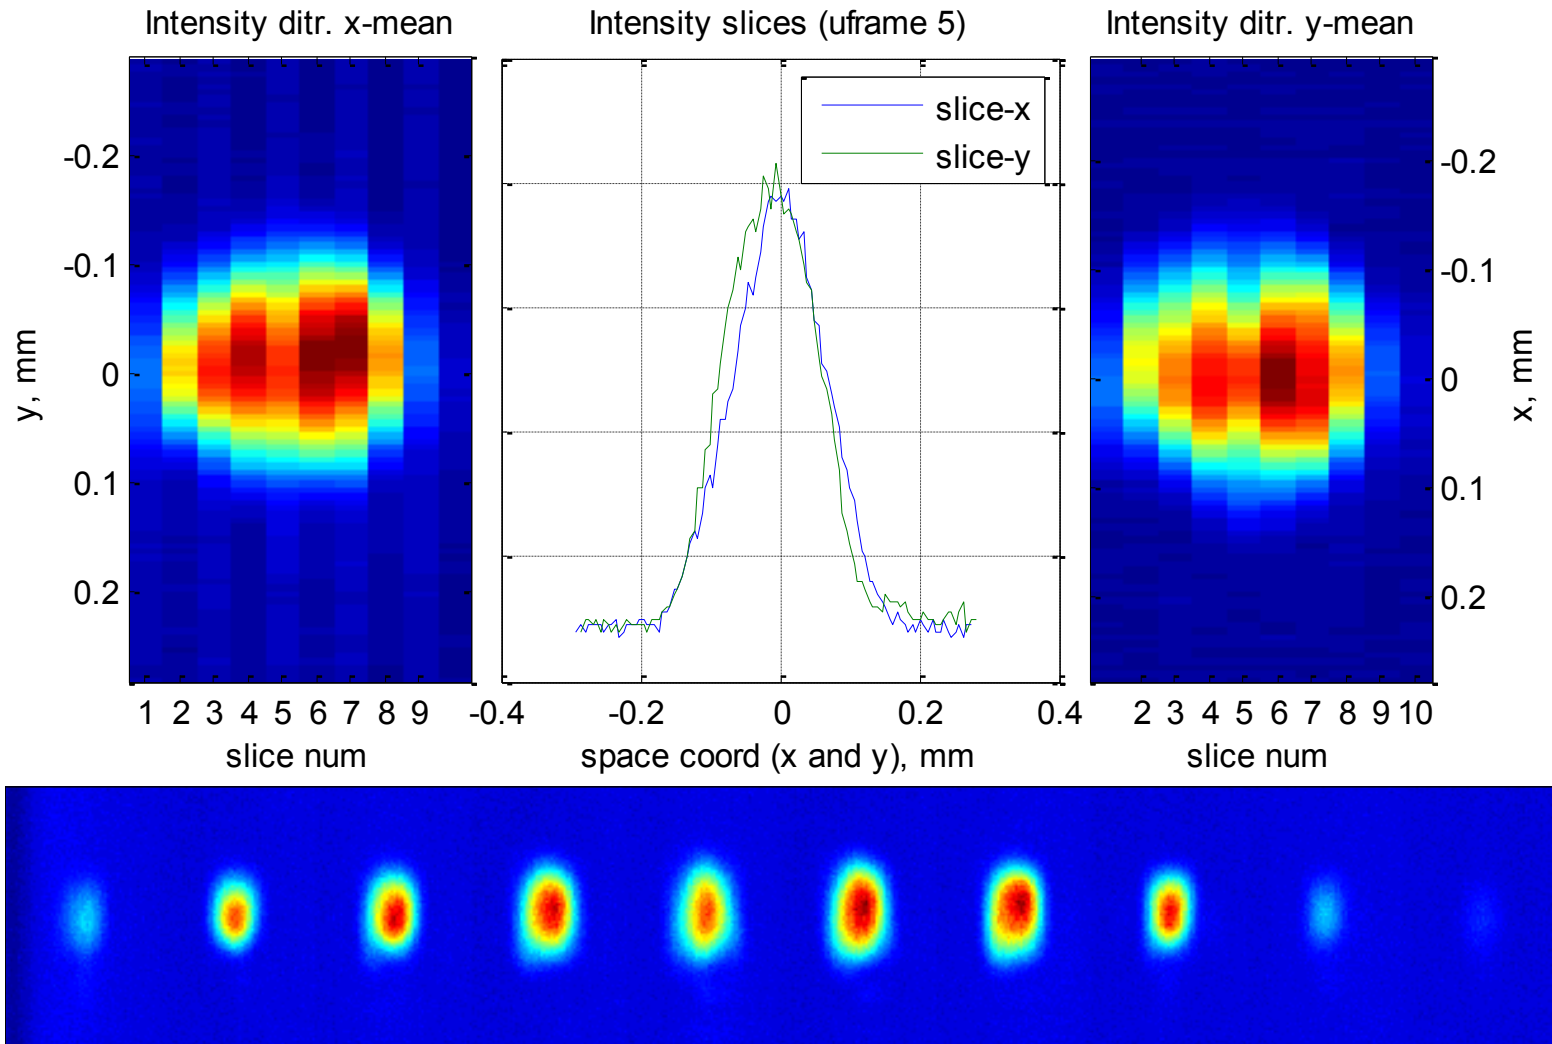 Intensity ditr. x-mean
Intensity slices (uframe 5)
Intensity ditr. y-mean
slice-x
slice-y
-0.2
-0.1
0
0.1
0.2
y, mm
-0.2
-0.1
0
0.1
0.2
x, mm
1 2 3 4 5 6 7 8 9
-0.4 -0.2 0 0.2 0.4
2 3 4 5 6 7 8 9 10
slice num
space coord (x and y), mm
slice num